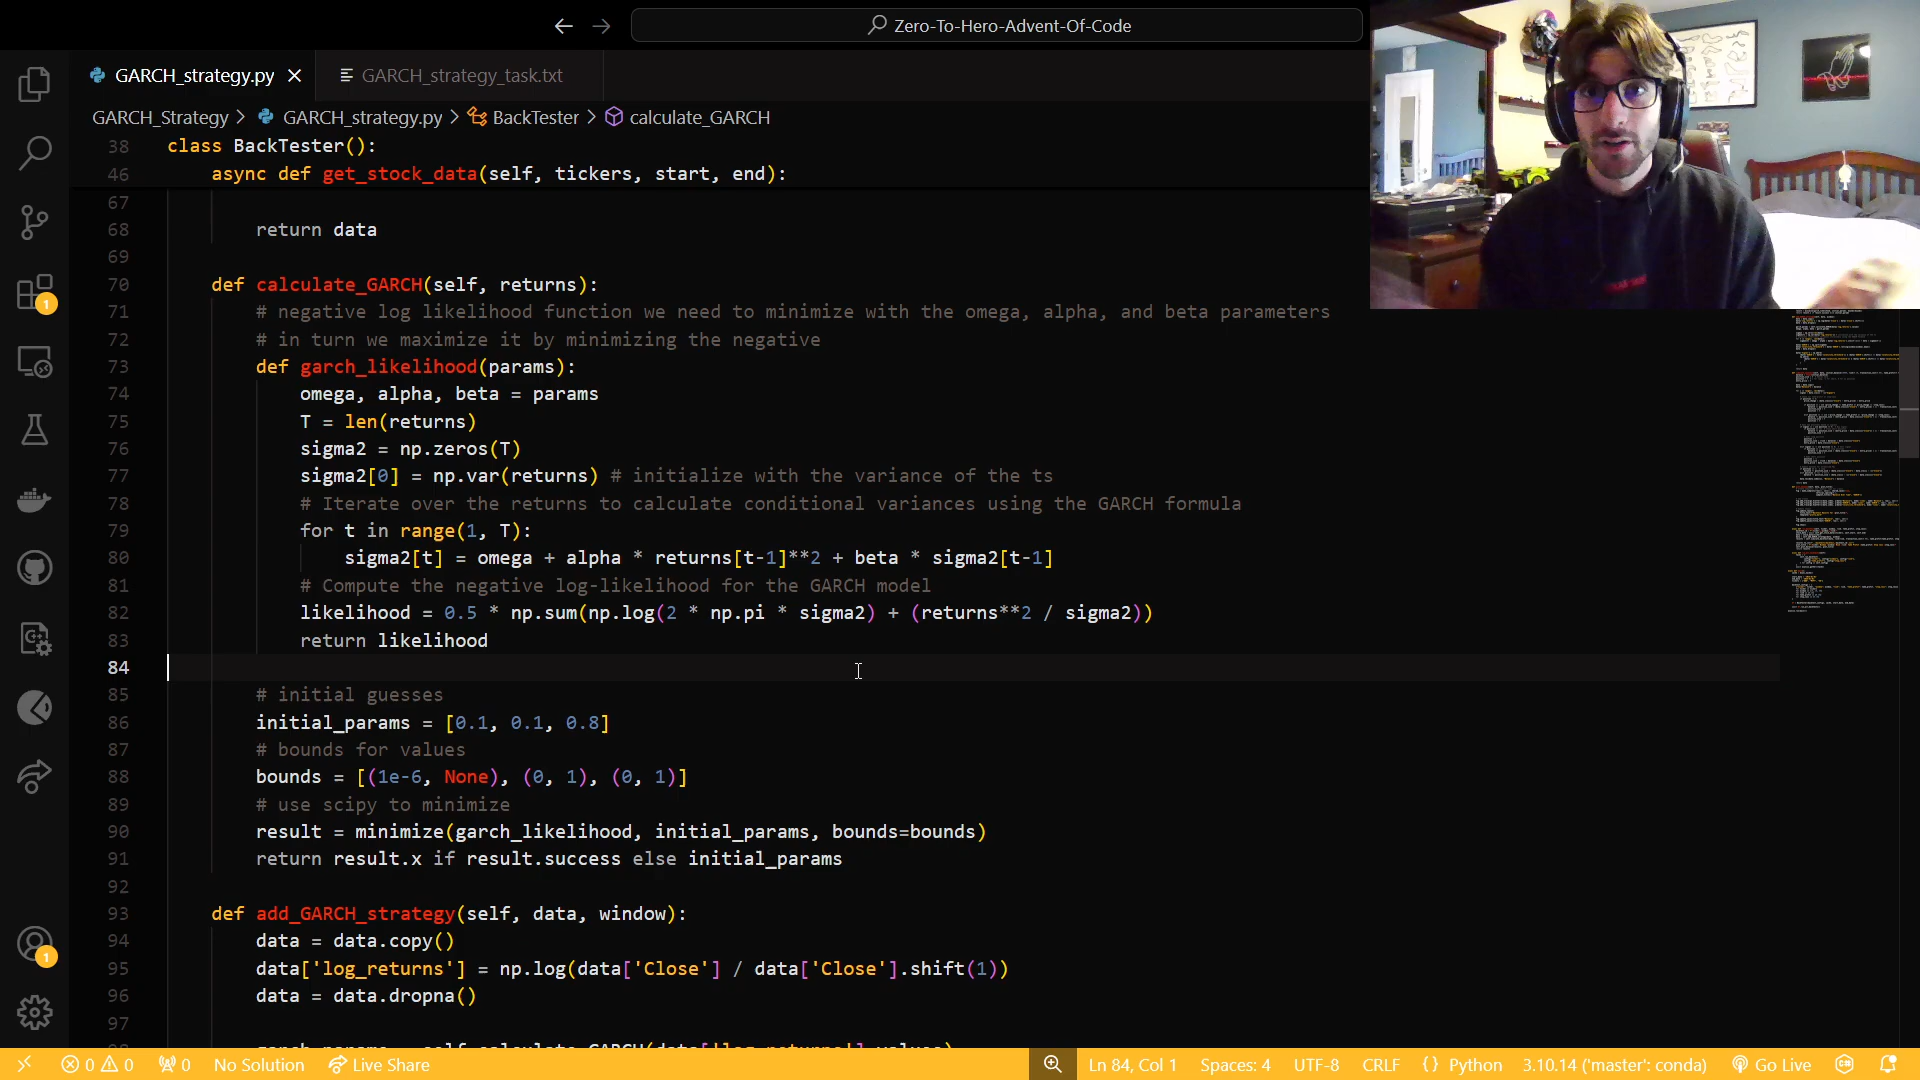 Zero-To-Hero-Advent-Of-Code
GARCH_strategy.py
GARCH_strategy_task.txt
GARCH_Strategy > GARCH_strategy.py > BackTester > calculate_GARCH
38 class BackTester():
46 async def get_stock_data(self, tickers, start, end):
67
68 return data
69
70 def calculate_GARCH(self, returns):
71 # negative log likelihood function we need to minimize with the omega, alpha, and beta parameters
72 # in turn we maximize it by minimizing the negative
73 def garch_likelihood(params):
74 omega, alpha, beta = params
75 T = len(returns)
76 sigma2 = np.zeros(T)
77 sigma2[0] = np.var(returns) # initialize with the variance of the ts
78 # Iterate over the returns to calculate conditional variances using the GARCH formula
79 for t in range(1, T):
80 sigma2[t] = omega + alpha * returns[t-1]**2 + beta * sigma2[t-1]
81 # Compute the negative log-likelihood for the GARCH model
82 likelihood = 0.5 * np.sum(np.log(2 * np.pi * sigma2) + (returns**2 / sigma2))
83 return likelihood
84
85 # initial guesses
86 initial_params = [0.1, 0.1, 0.8]
87 # bounds for values
88 bounds = [(1e-6, None), (0, 1), (0, 1)]
89 # use scipy to minimize
90 result = minimize(garch_likelihood, initial_params, bounds=bounds)
91 return result.x if result.success else initial_params
92
93 def add_GARCH_strategy(self, data, window):
94 data = data.copy()
95 data['log_returns'] = np.log(data['Close'] / data['Close'].shift(1))
96 data = data.dropna()
97
1
1
0 0 0 No Solution Live Share Ln 84, Col 1 Spaces: 4 UTF-8 CRLF {} Python 3.10.14 ('master': conda) Go Live